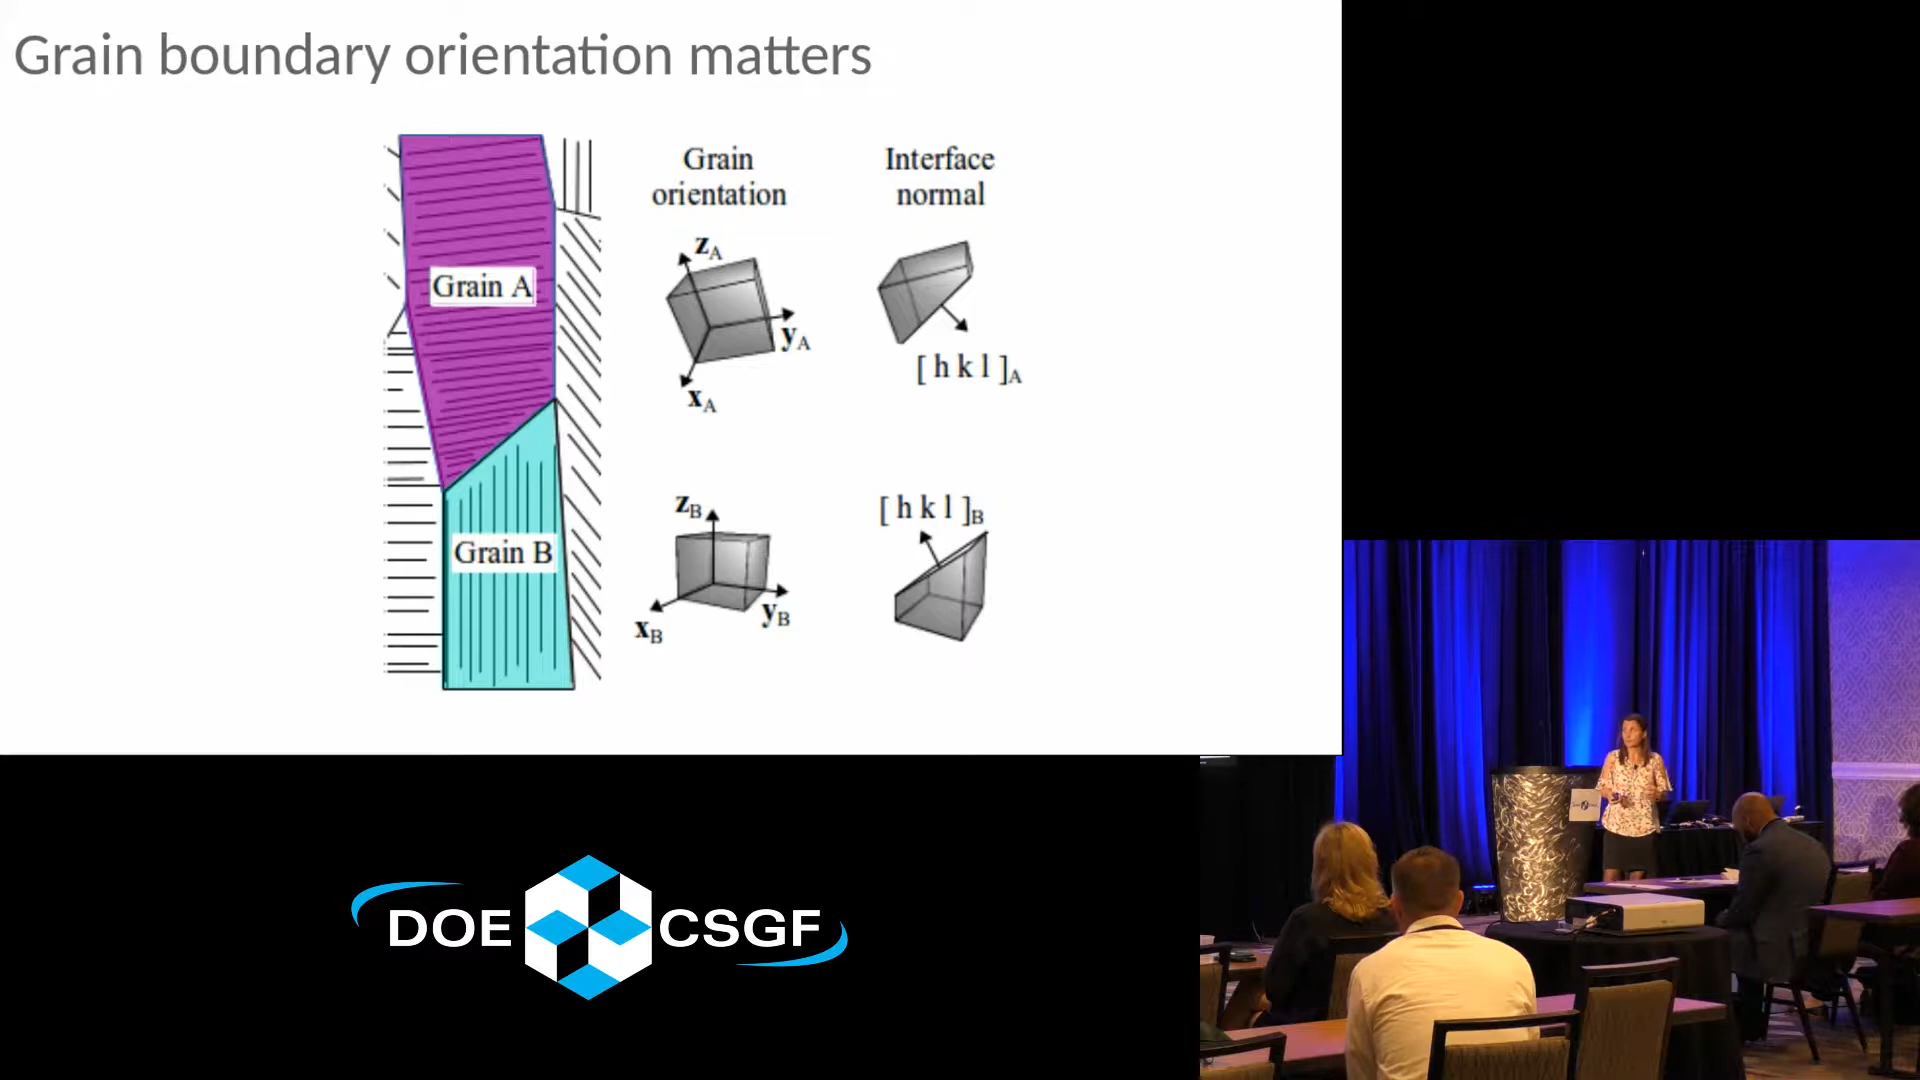 Grain boundary orientation matters
Grain
orientation
Interface
normal
Grain A
zA
yA
xA
[ h k l ]A
Grain B
zB
yB
xB
[ h k l ]B
DOE CSGF